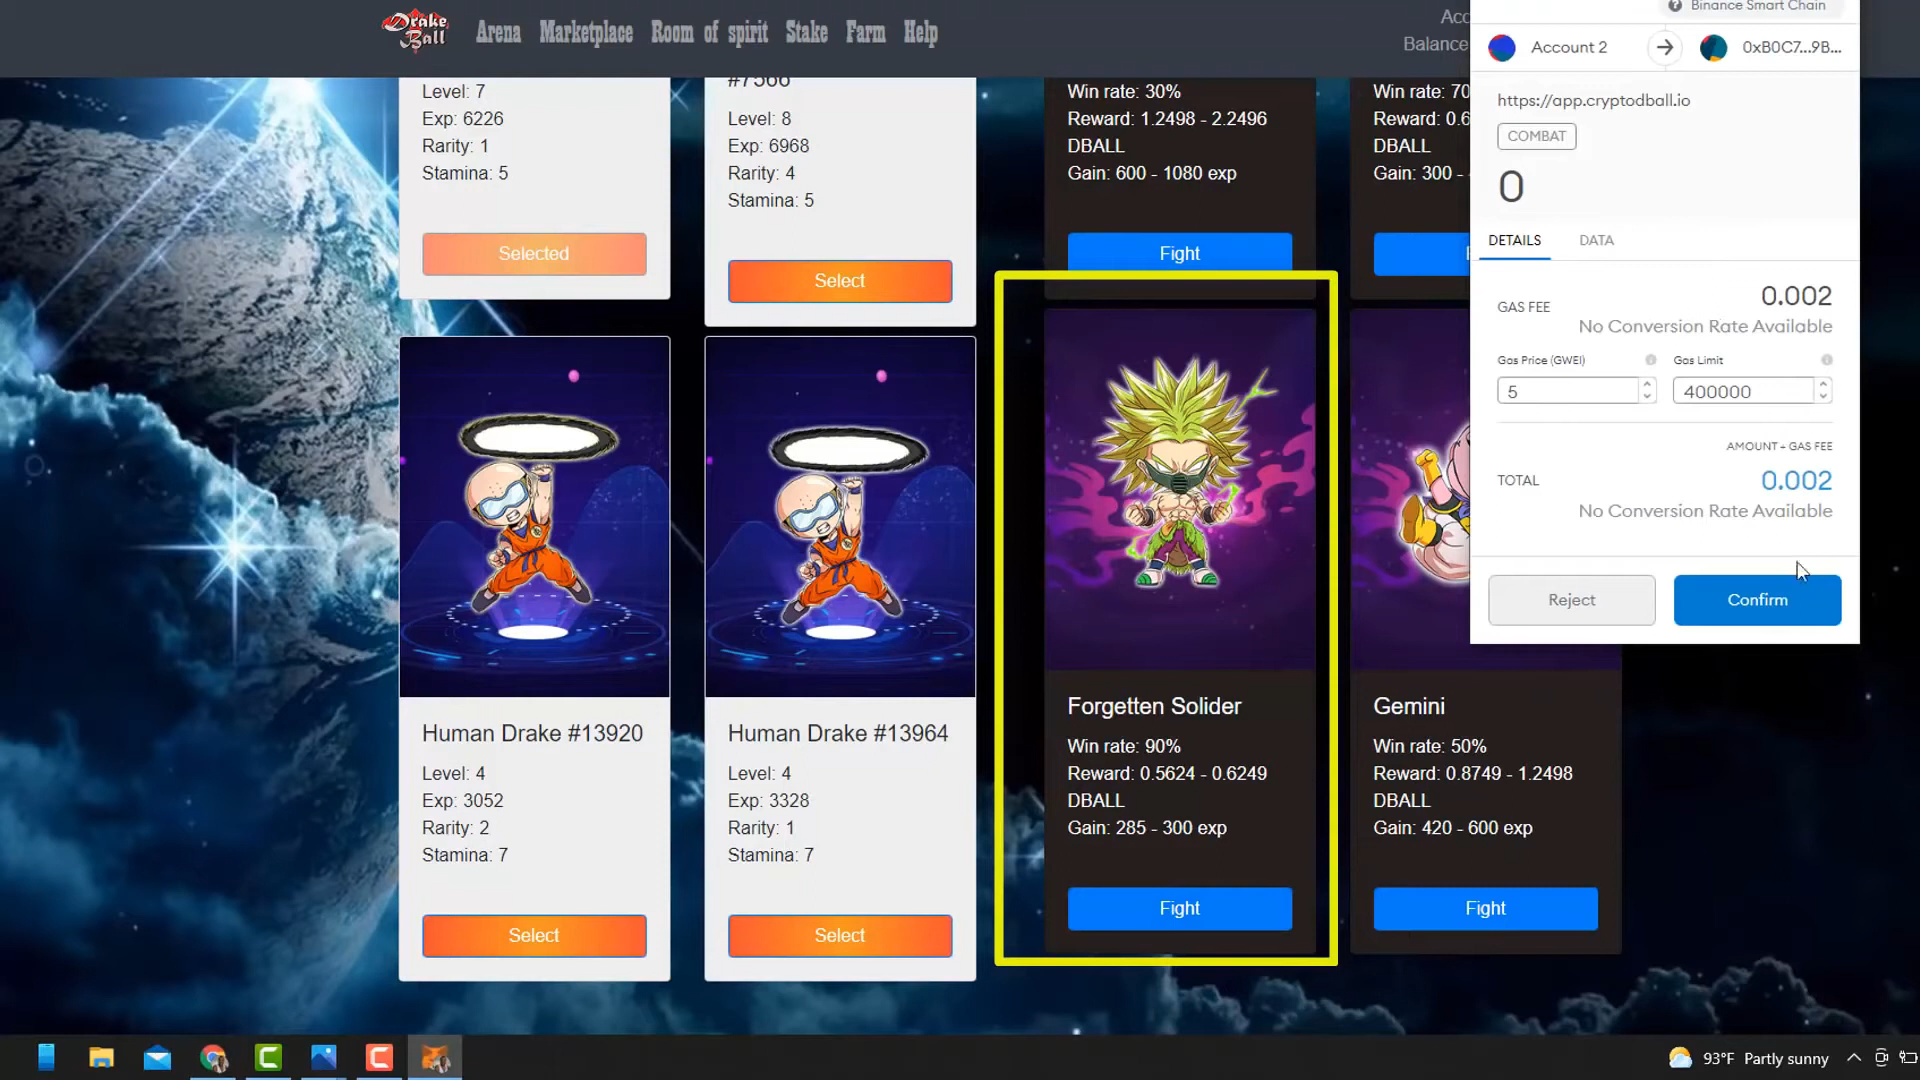 Drake
Ball
Arena
Marketplace
Room of spirit
Stake
Farm
Help
Balance
Level: 7
Exp: 6226
Rarity: 1
Stamina: 5
Selected
#7566
Level: 8
Exp: 6968
Rarity: 4
Stamina: 5
Select
Win rate: 30%
Reward: 1.2498 - 2.2496
DBALL
Gain: 600 - 1080 exp
Fight
Win rate: 70
Reward: 0.6
DBALL
Gain: 300 -
Human Drake #13920
Level: 4
Exp: 3052
Rarity: 2
Stamina: 7
Select
Human Drake #13964
Level: 4
Exp: 3328
Rarity: 1
Stamina: 7
Select
Forgetten Solider
Win rate: 90%
Reward: 0.5624 - 0.6249
DBALL
Gain: 285 - 300 exp
Fight
Gemini
Win rate: 50%
Reward: 0.8749 - 1.2498
DBALL
Gain: 420 - 600 exp
Fight
Binance Smart Chain
Account 2
0xB0C7...9B...
https://app.cryptodball.io
COMBAT
0
DETAILS
DATA
GAS FEE
0.002
No Conversion Rate Available
Gas Price (GWEI)
Gas Limit
5
400000
AMOUNT + GAS FEE
TOTAL
0.002
No Conversion Rate Available
Reject
Confirm
93°F Partly sunny